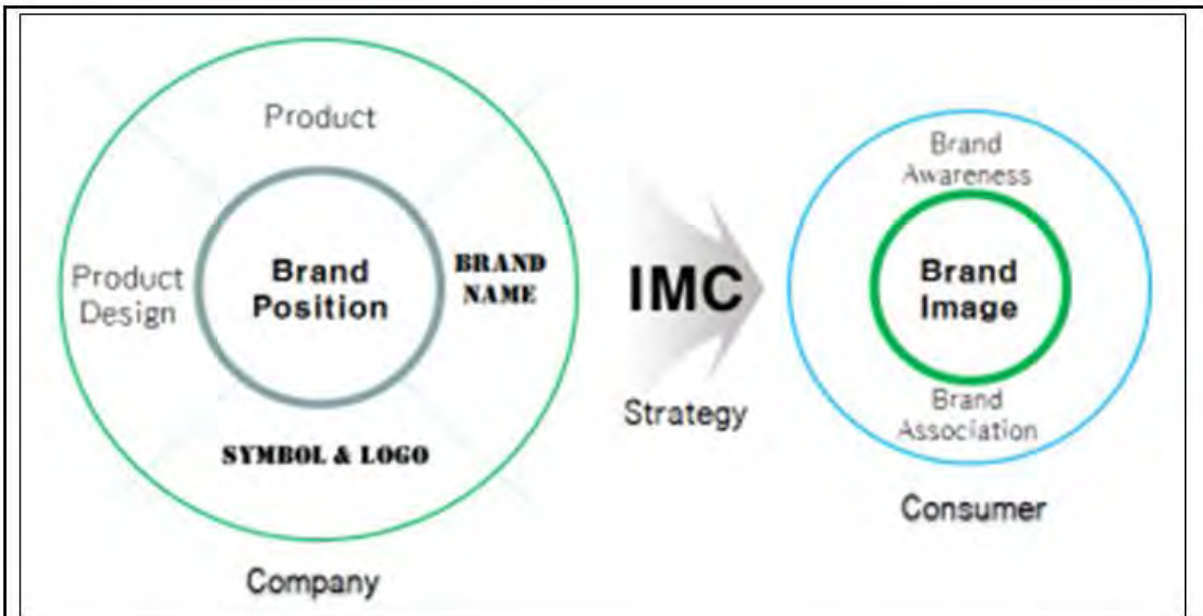 Product
Product
Design
Brand
Position
BRAND
NAME
SYMBOL & LOGO
Company
IMC
Strategy
Brand
Awareness
Brand
Image
Brand
Association
Consumer